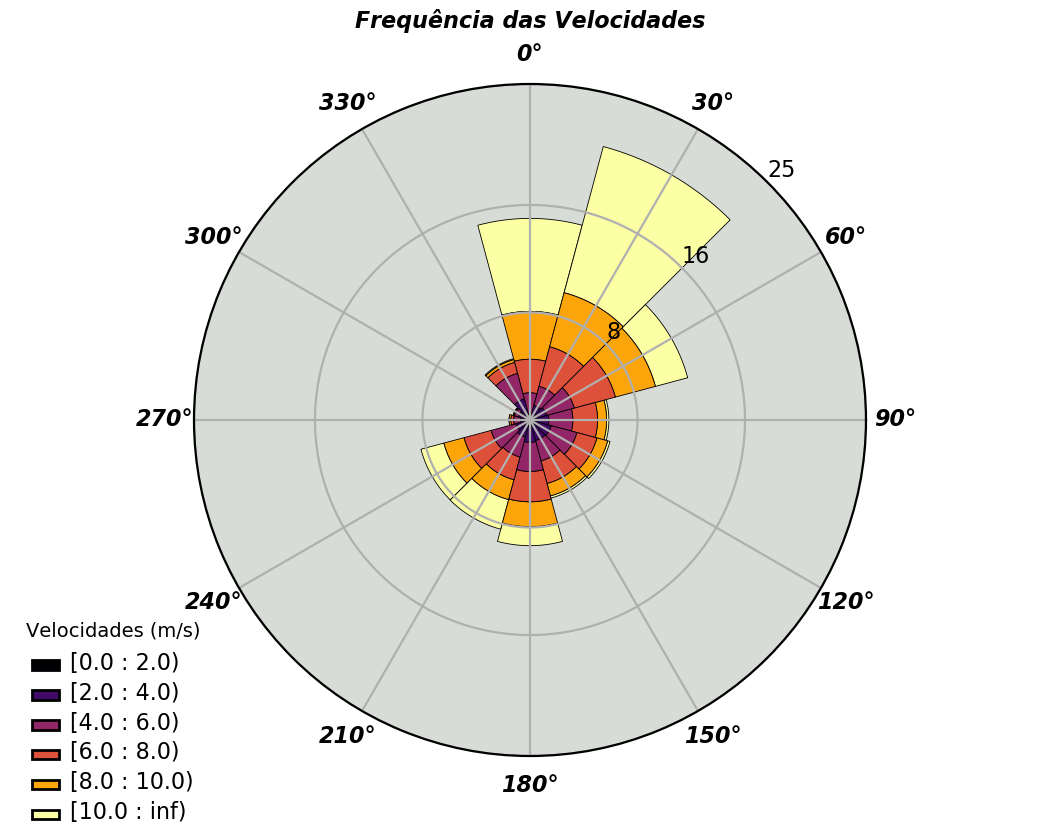 Frequência das Velocidades
0°
330°
30°
25
300°
60°
16
8
270°
90°
240°
120°
210°
150°
180°
Velocidades (m/s)
[0.0 : 2.0)
[2.0 : 4.0)
[4.0 : 6.0)
[6.0 : 8.0)
[8.0 : 10.0)
[10.0 : inf)